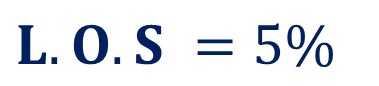 L. O. S = 5%